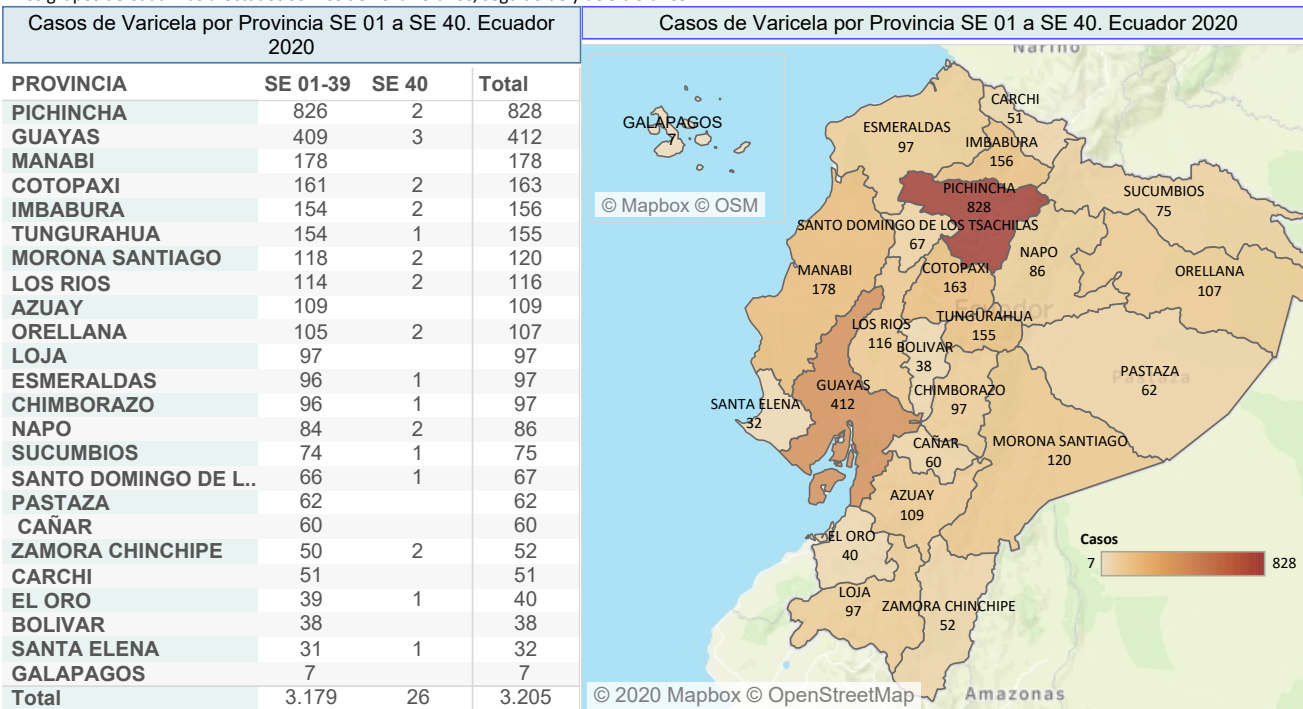 Casos de Varicela por Provincia SE 01 a SE 40. Ecuador
2020
PROVINCIA SE 01-39 SE 40 Total
PICHINCHA 826 2 828
GUAYAS 409 3 412
MANABI 178 178
COTOPAXI 161 2 163
IMBABURA 154 2 156
TUNGURAHUA 154 1 155
MORONA SANTIAGO 118 2 120
LOS RIOS 114 2 116
AZUAY 109 109
ORELLANA 105 2 107
LOJA 97 97
ESMERALDAS 96 1 97
CHIMBORAZO 96 1 97
NAPO 84 2 86
SUCUMBIOS 74 1 75
SANTO DOMINGO DE L.. 66 1 67
PASTAZA 62 62
CAÑAR 60 60
ZAMORA CHINCHIPE 50 2 52
CARCHI 51 51
EL ORO 39 1 40
BOLIVAR 38 38
SANTA ELENA 31 1 32
GALAPAGOS 7 7
Total 3.179 26 3.205
Casos de Varicela por Provincia SE 01 a SE 40. Ecuador 2020
Nariño
GALAPAGOS
7
© Mapbox © OSM
CARCHI
51
ESMERALDAS
97
IMBABURA
156
PICHINCHA
828
SUCUMBIOS
75
SANTO DOMINGO DE LOS TSACHILAS
67
NAPO
86
MANABI
178
COTOPAXI
163
ORELLANA
107
Ecuador
LOS RIOS
116
TUNGURAHUA
155
BOLIVAR
38
PASTAZA
62
Pastaza
GUAYAS
412
CHIMBORAZO
97
SANTA ELENA
32
CAÑAR
60
MORONA SANTIAGO
120
AZUAY
109
EL ORO
40
Casos
7 828
LOJA
97
ZAMORA CHINCHIPE
52
© 2020 Mapbox © OpenStreetMap
Amazonas